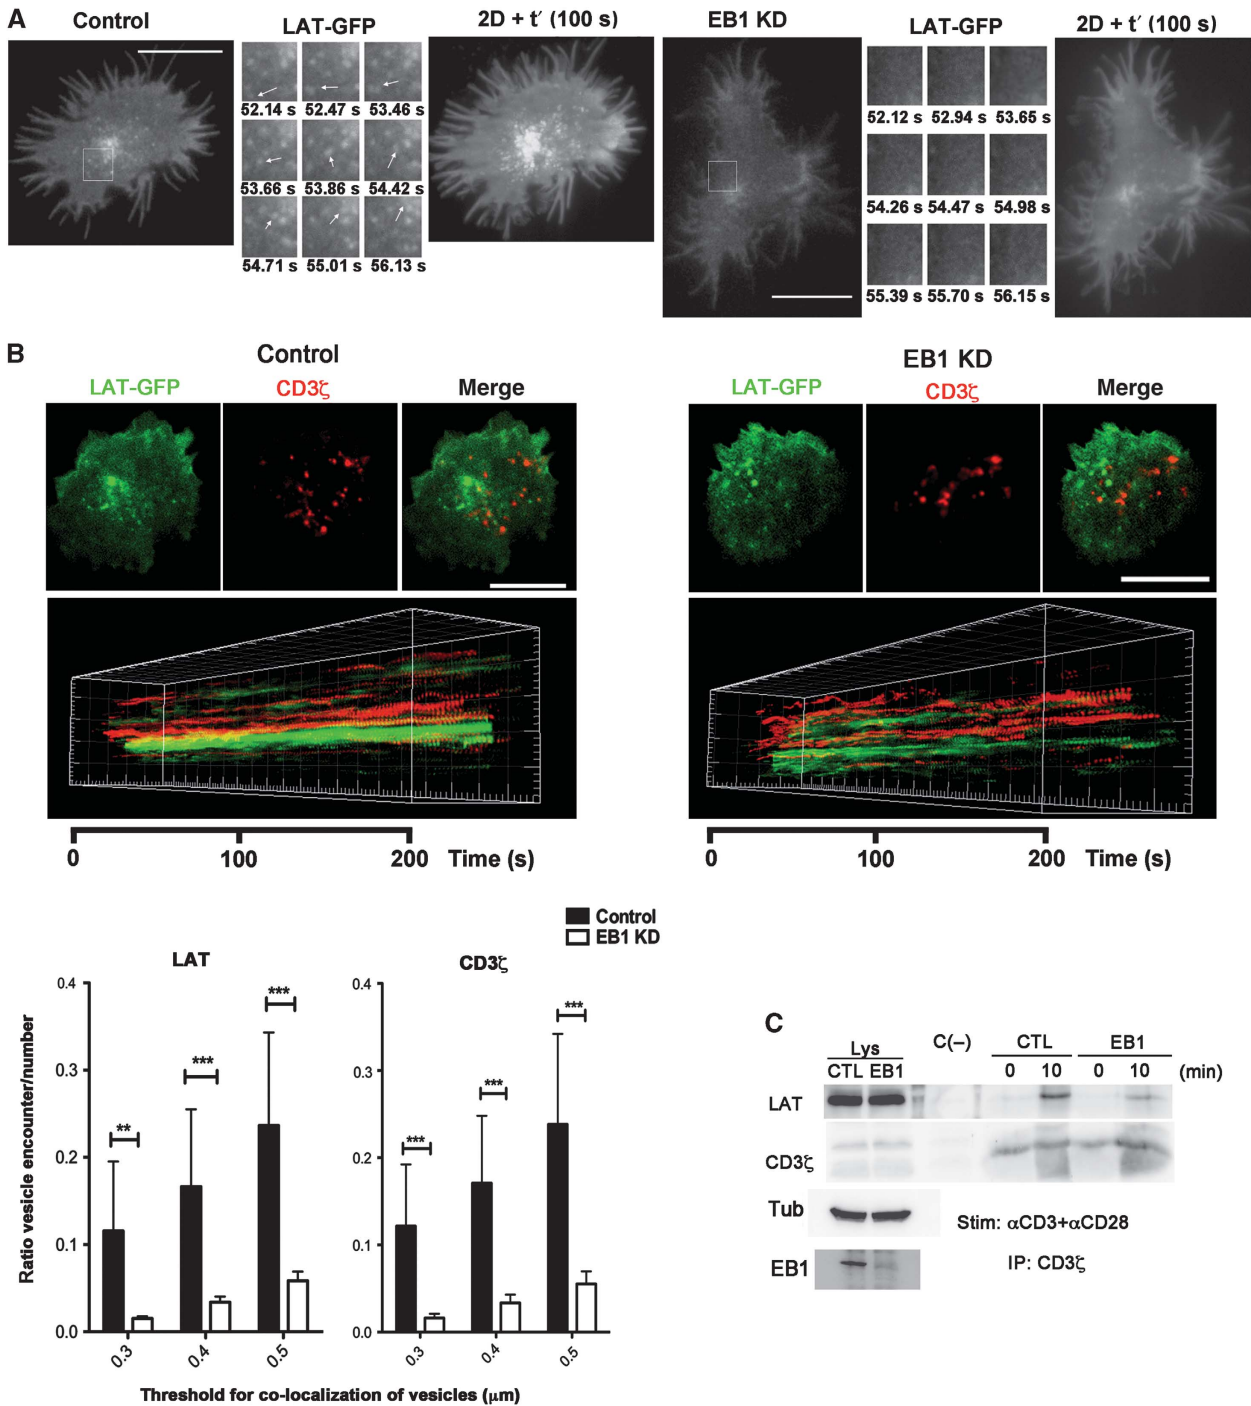 A
Control
LAT-GFP
2D + t′ (100 s)
EB1 KD
LAT-GFP
2D + t′ (100 s)
52.14 s 52.47 s 53.46 s
53.66 s 53.86 s 54.42 s
54.71 s 55.01 s 56.13 s
52.12 s 52.94 s 53.65 s
54.26 s 54.47 s 54.98 s
55.39 s 55.70 s 56.15 s
B
Control
LAT-GFP CD3ζ Merge
EB1 KD
LAT-GFP CD3ζ Merge
0 100 200 Time (s)
0 100 200 Time (s)
Control
EB1 KD
LAT
CD3ζ
Ratio vesicle encounter/number
0.4
0.3
0.2
0.1
0.0
** *** ***
0.3 0.4 0.5
0.4
0.3
0.2
0.1
0.0
*** *** ***
0.3 0.4 0.5
Threshold for co-localization of vesicles (μm)
C
Lys C(−) CTL EB1
CTL EB1 0 10 0 10 (min)
LAT
CD3ζ
Tub
EB1
Stim: αCD3+αCD28
IP: CD3ζ